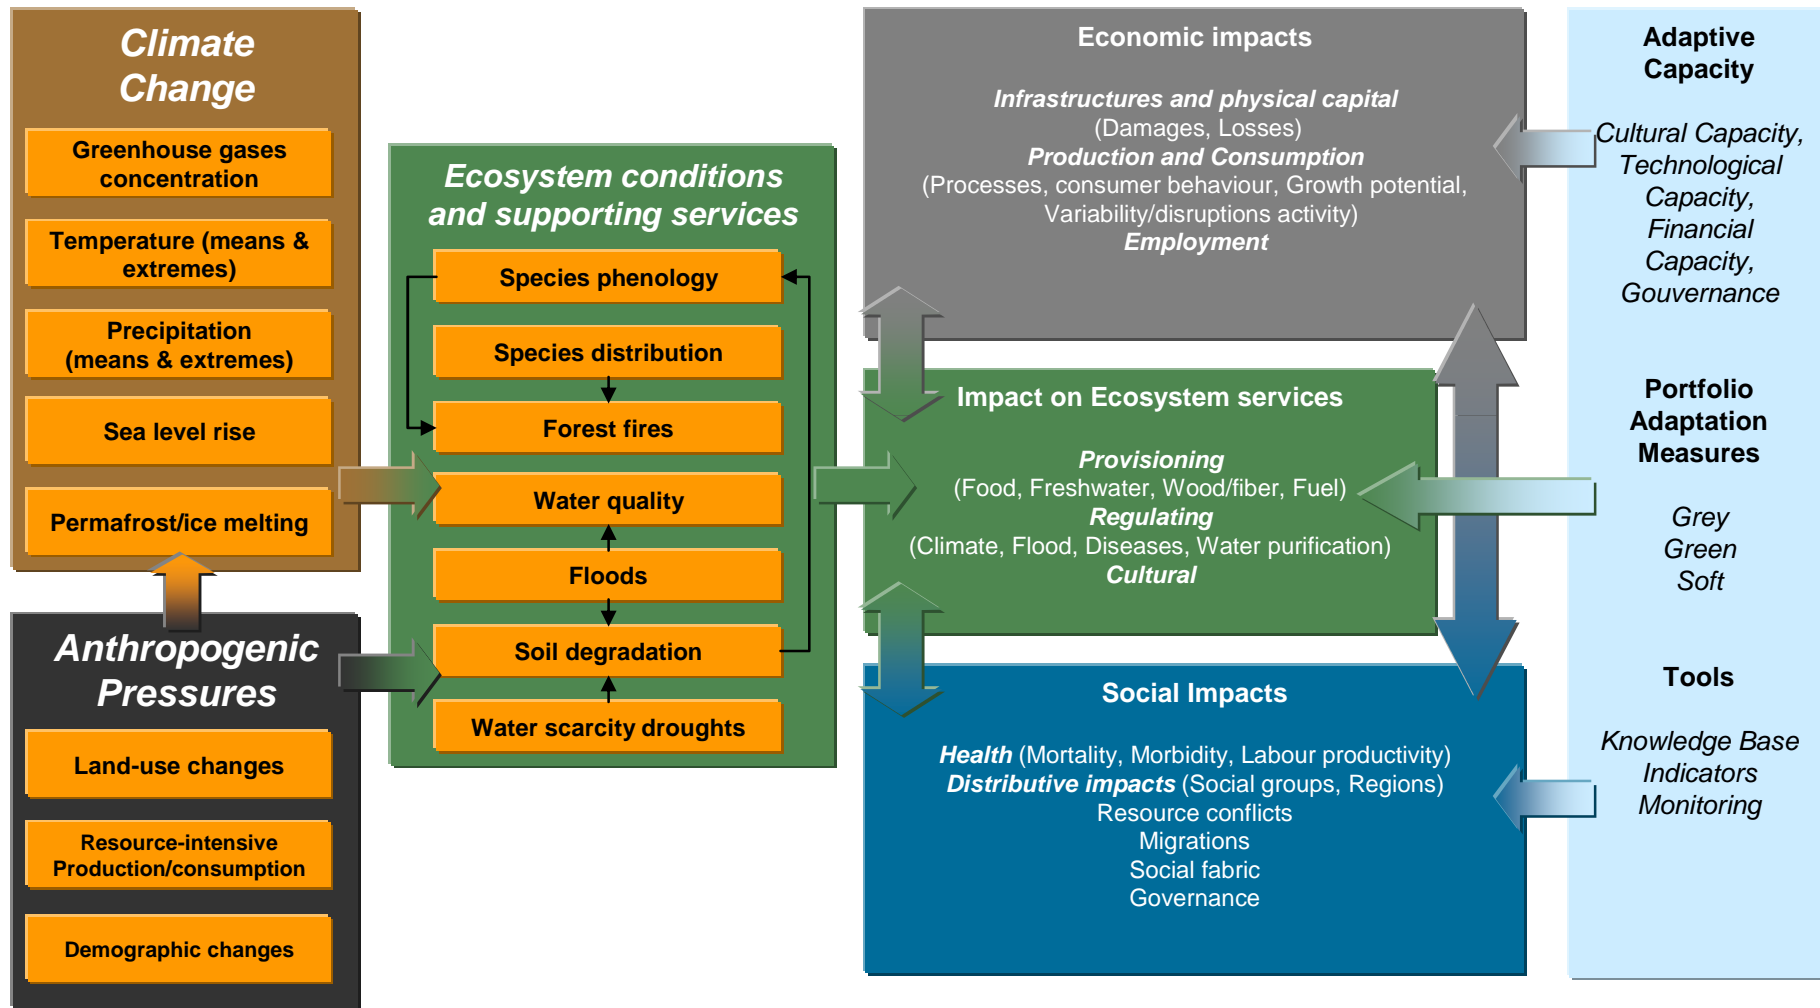 Climate
Change
Greenhouse gases
concentration
Temperature (means &
extremes)
Precipitation
(means & extremes)
Sea level rise
Permafrost/ice melting
Anthropogenic
Pressures
Land-use changes
Resource-intensive
Production/consumption
Demographic changes
Ecosystem conditions
and supporting services
Species phenology
Species distribution
Forest fires
Water quality
Floods
Soil degradation
Water scarcity droughts
Economic impacts
Infrastructures and physical capital
(Damages, Losses)
Production and Consumption
(Processes, consumer behaviour, Growth potential,
Variability/disruptions activity)
Employment
Impact on Ecosystem services
Provisioning
(Food, Freshwater, Wood/fiber, Fuel)
Regulating
(Climate, Flood, Diseases, Water purification)
Cultural
Social Impacts
Health (Mortality, Morbidity, Labour productivity)
Distributive impacts (Social groups, Regions)
Resource conflicts
Migrations
Social fabric
Governance
Adaptive
Capacity
Cultural Capacity,
Technological
Capacity,
Financial
Capacity,
Gouvernance
Portfolio
Adaptation
Measures
Grey
Green
Soft
Tools
Knowledge Base
Indicators
Monitoring